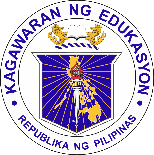 KAGAWARAN NG EDUKASYON
REPUBLIKA NG PILIPINAS